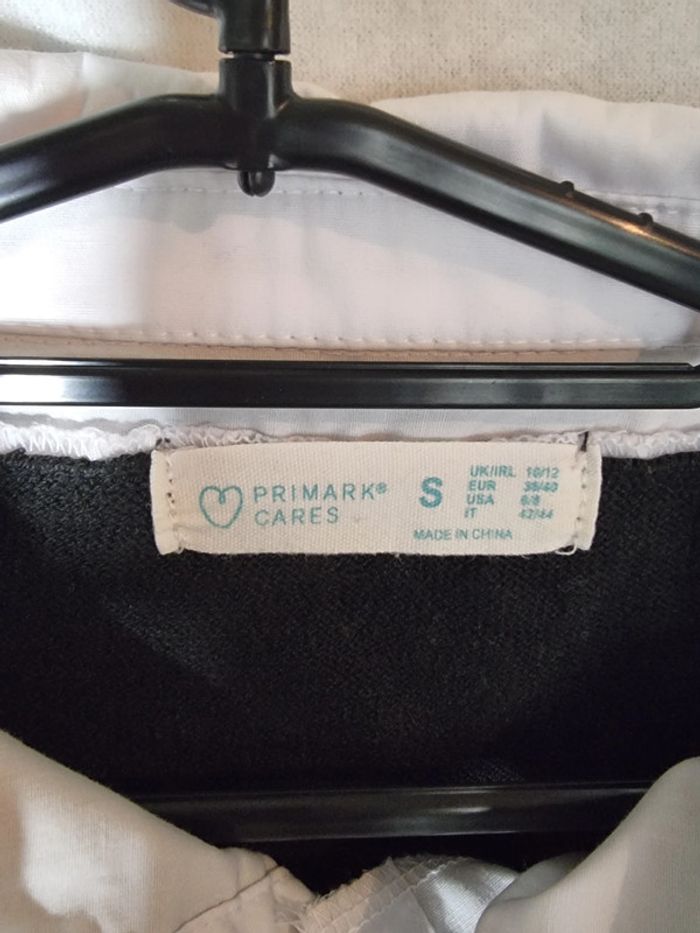 PRIMARK®
CARES
S
UK/IRL 10/12
EUR 38/40
USA 6/8
IT 42/44
MADE IN CHINA